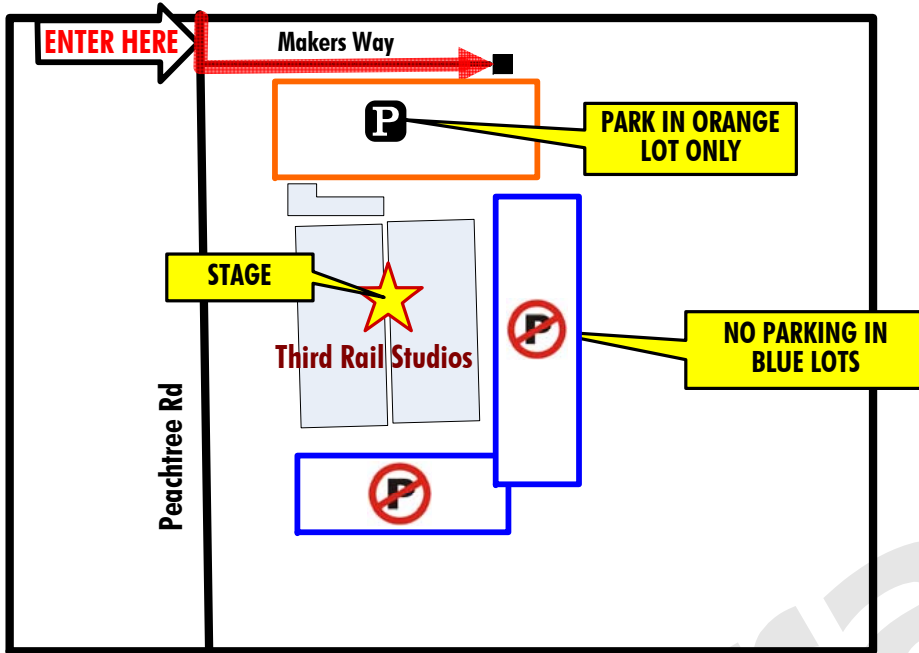 ENTER HERE
Makers Way
P
PARK IN ORANGE
LOT ONLY
STAGE
P
NO PARKING IN
BLUE LOTS
Third Rail Studios
Peachtree Rd
P